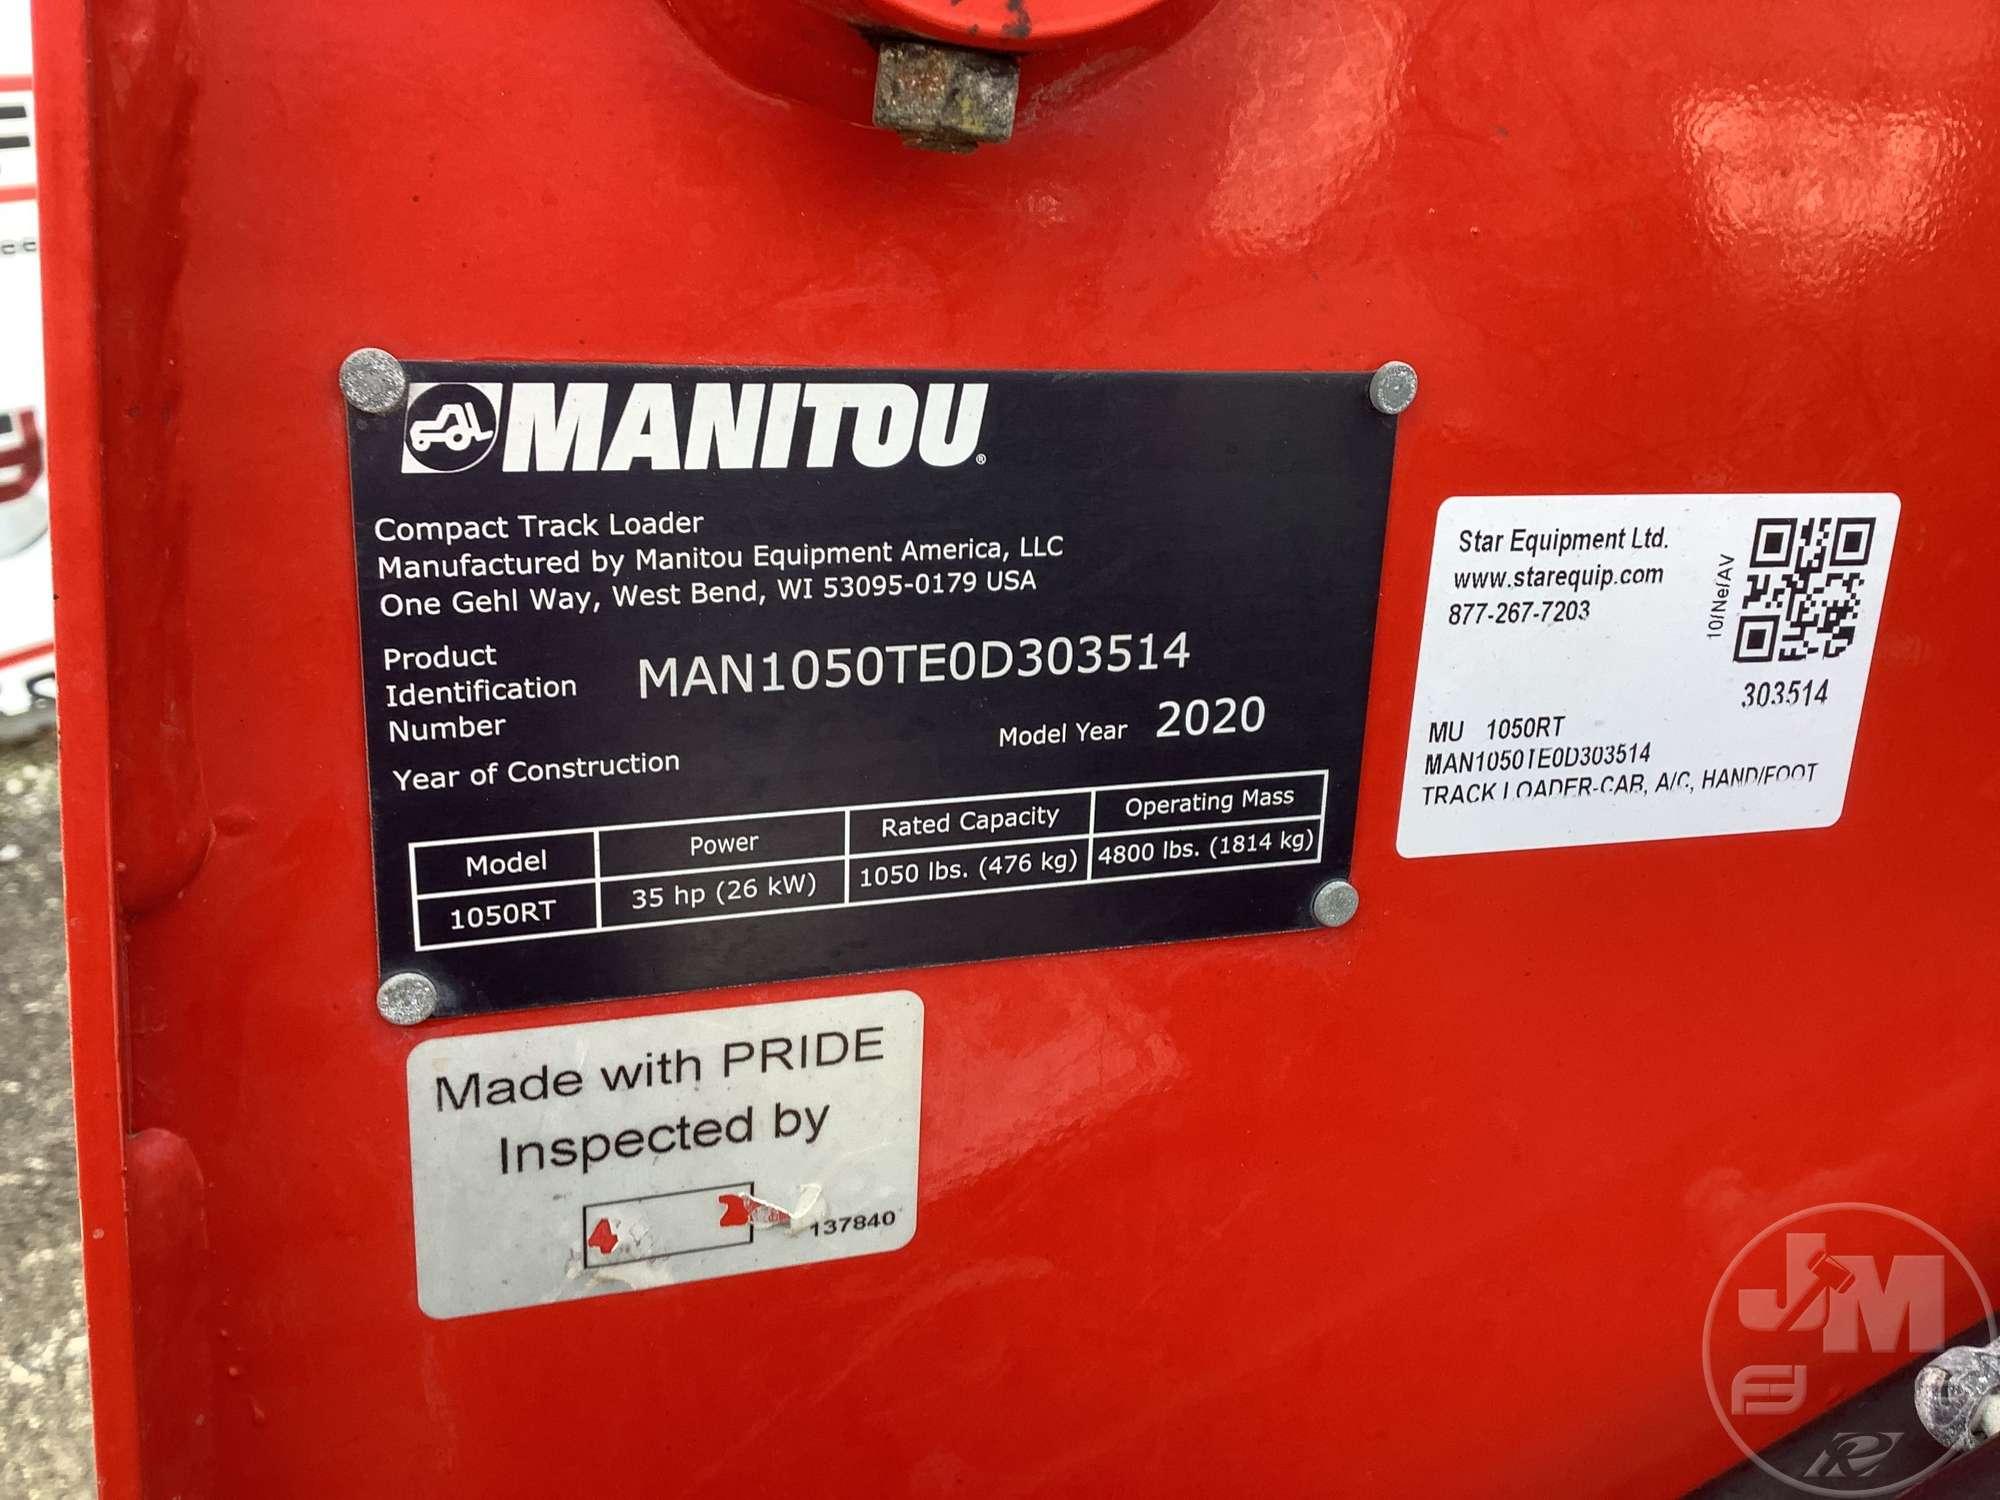 MANITOU®
Compact Track Loader
Manufactured by Manitou Equipment America, LLC
One Gehl Way, West Bend, WI 53095-0179 USA
Product
Identification
Number
MAN1050TE0D303514
Model Year 2020
Year of Construction
Model Power Rated Capacity Operating Mass
1050RT 35 hp (26 kW) 1050 lbs. (476 kg) 4800 lbs. (1814 kg)
Star Equipment Ltd.
www.starequip.com
877-267-7203
10/Ne/AV
303514
MU 1050RT
MAN1050TE0D303514
TRACK LOADER-CAB, A/C, HAND/FOOT
Made with PRIDE
Inspected by
4 2
137840
JM